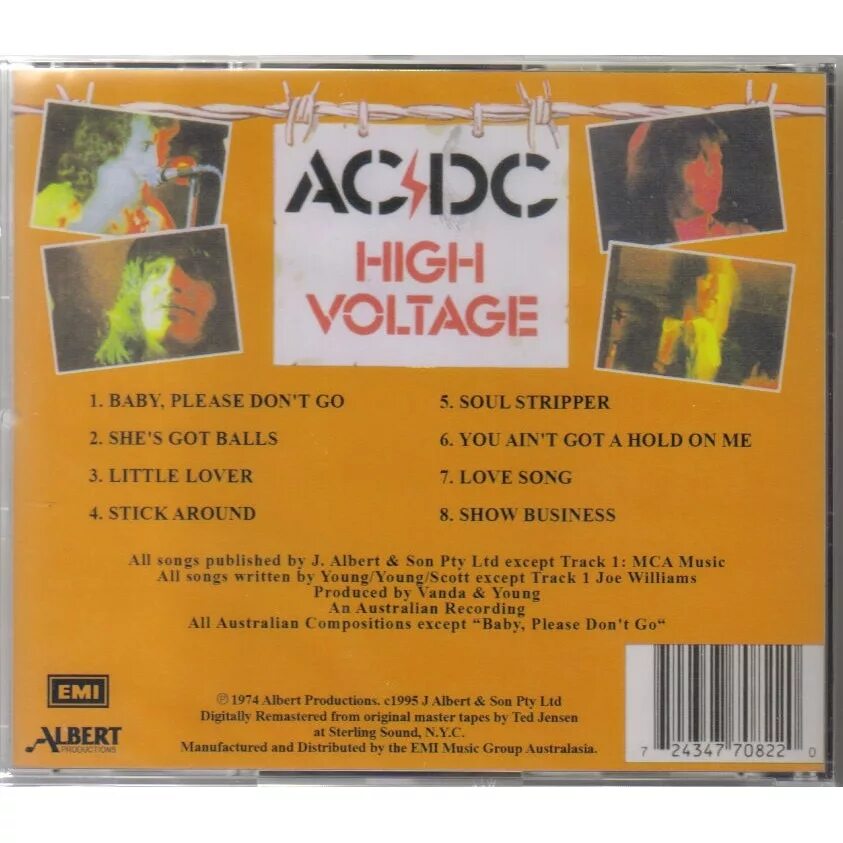 AC DC
HIGH
VOLTAGE
1. BABY, PLEASE DON'T GO
2. SHE'S GOT BALLS
3. LITTLE LOVER
4. STICK AROUND
5. SOUL STRIPPER
6. YOU AIN'T GOT A HOLD ON ME
7. LOVE SONG
8. SHOW BUSINESS
All songs published by J. Albert & Son Pty Ltd except Track 1: MCA Music
All songs written by Young/Young/Scott except Track 1 Joe Williams
Produced by Vanda & Young
An Australian Recording
All Australian Compositions except “Baby, Please Don't Go“
EMI
ALBERT
PRODUCTIONS
℗ 1974 Albert Productions. c1995 J Albert & Son Pty Ltd
Digitally Remastered from original master tapes by Ted Jensen
at Sterling Sound, N.Y.C.
Manufactured and Distributed by the EMI Music Group Australasia.
7 24347 70822 0